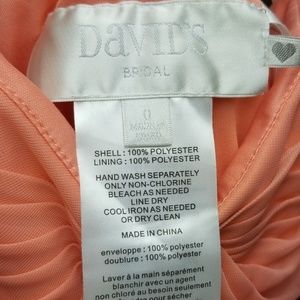 DaVID'S
BRIDAL
0
SHELL : 100% POLYESTER
LINING : 100% POLYESTER
HAND WASH SEPARATELY
ONLY NON-CHLORINE
BLEACH AS NEEDED
LINE DRY
COOL IRON AS NEEDED
OR DRY CLEAN
MADE IN CHINA
enveloppe : 100% polyester
doublure : 100% polyester
Laver à la main séparément
blanchir avec d'eau
non chloré au besoin seulement